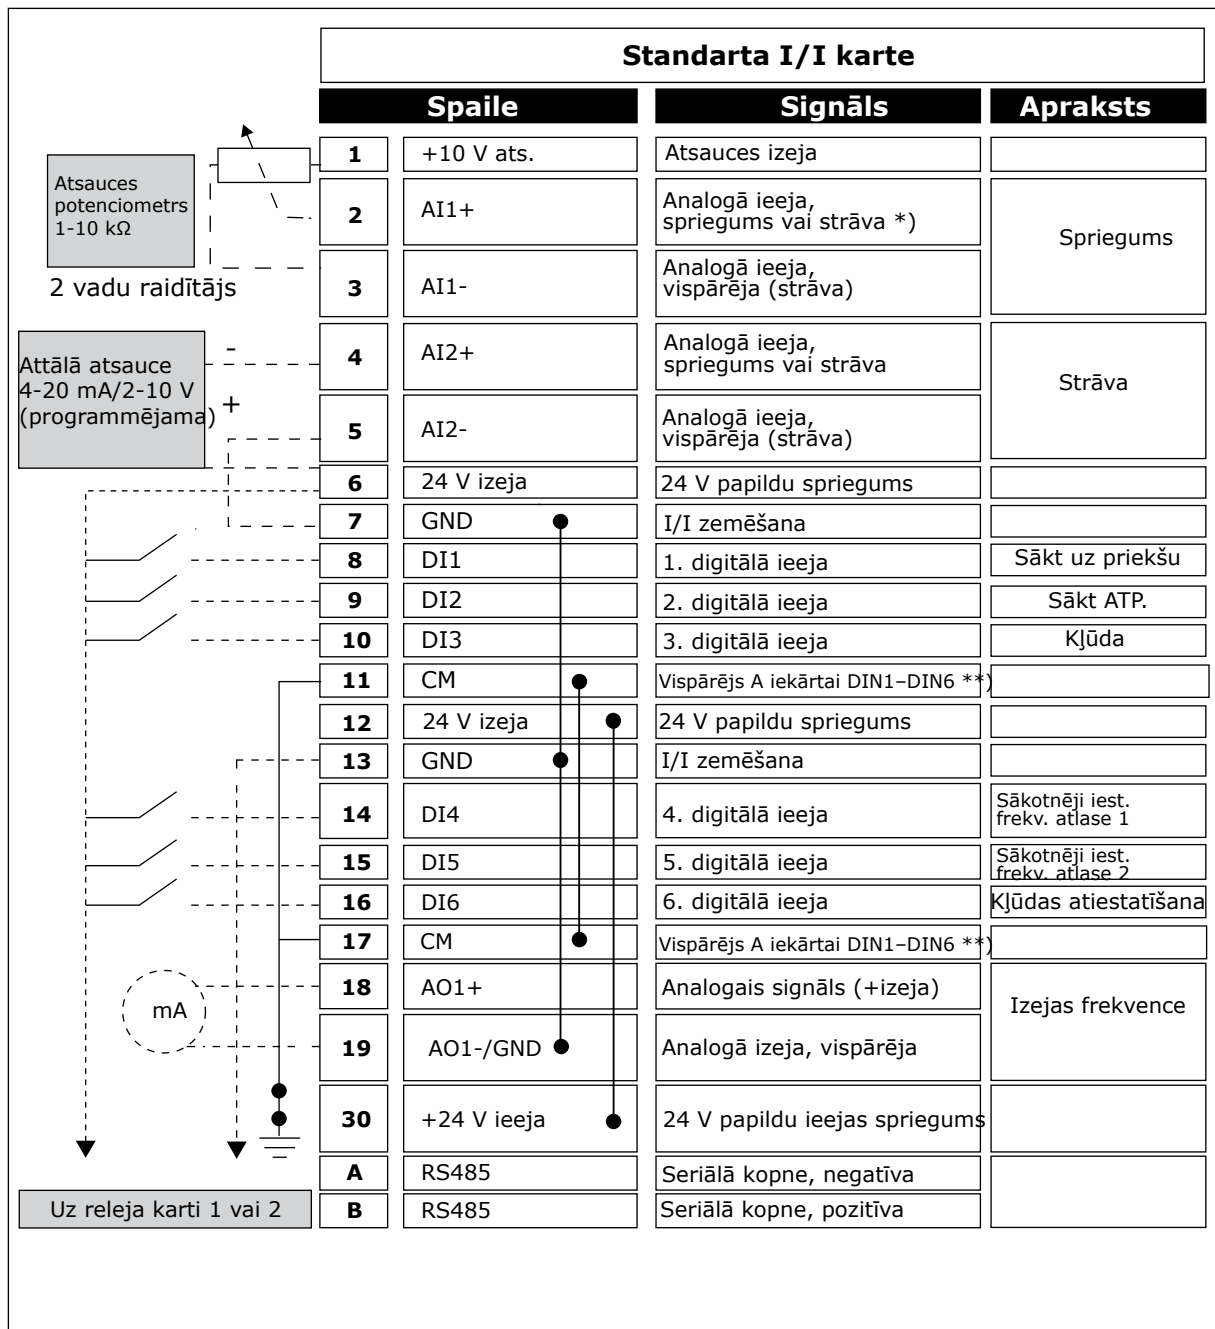 Standarta I/I karte
Spaile Signāls Apraksts
1 +10 V ats. Atsauces izeja
Atsauces
potenciometrs
1-10 kΩ
2 AI1+ Analogā ieeja,
spriegums vai strāva *)
Spriegums
3 AI1- Analogā ieeja,
vispārēja (strāva)
2 vadu raidītājs
Attālā atsauce
4-20 mA/2-10 V
(programmējama)
-
+
4 AI2+ Analogā ieeja,
spriegums vai strāva
Strāva
5 AI2- Analogā ieeja,
vispārēja (strāva)
6 24 V izeja 24 V papildu spriegums
7 GND I/I zemēšana
8 DI1 1. digitālā ieeja Sākt uz priekšu
9 DI2 2. digitālā ieeja Sākt ATP.
10 DI3 3. digitālā ieeja Kļūda
11 CM Vispārējs A iekārtai DIN1–DIN6 **)
12 24 V izeja 24 V papildu spriegums
13 GND I/I zemēšana
14 DI4 4. digitālā ieeja Sākotnēji iest.
frekv. atlase 1
15 DI5 5. digitālā ieeja Sākotnēji iest.
frekv. atlase 2
16 DI6 6. digitālā ieeja Kļūdas atiestatīšana
17 CM Vispārējs A iekārtai DIN1–DIN6 **)
18 AO1+ Analogais signāls (+izeja)
Izejas frekvence
mA
19 AO1-/GND Analogā izeja, vispārēja
30 +24 V ieeja 24 V papildu ieejas spriegums
A RS485 Seriālā kopne, negatīva
Uz releja karti 1 vai 2
B RS485 Seriālā kopne, pozitīva